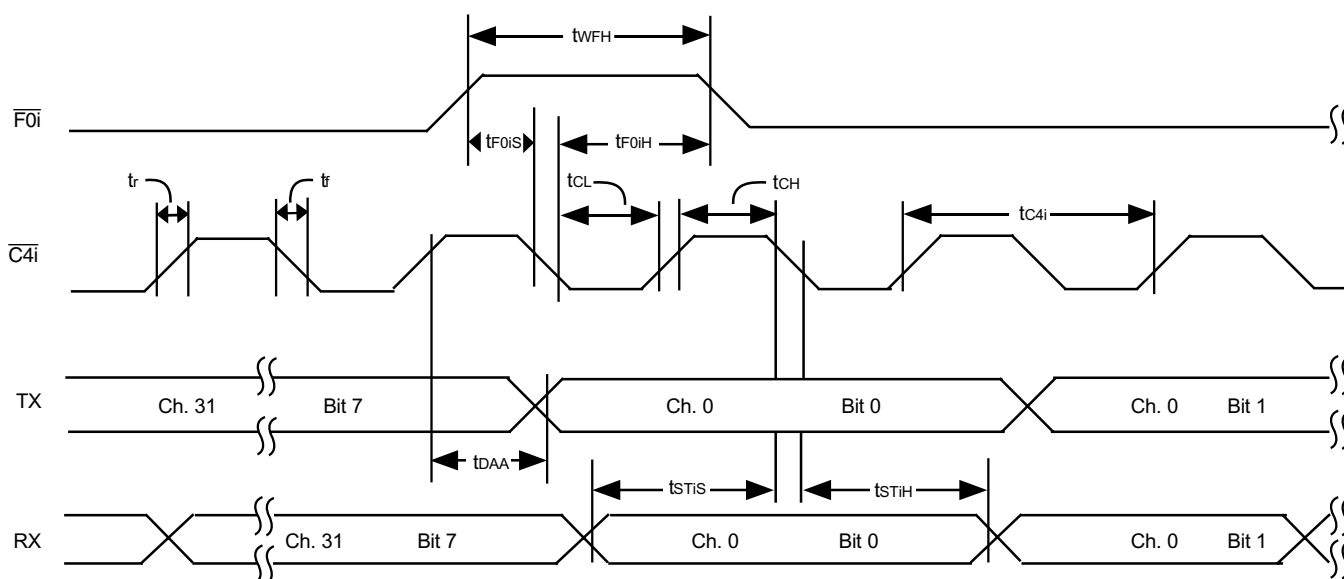 tWFH
F0i
tF0iS
tF0iH
tr
tf
tCL
tCH
tC4i
C4i
TX
Ch. 31 Bit 7
Ch. 0 Bit 0
Ch. 0 Bit 1
tDAA
tSTiS
tSTiH
RX
Ch. 31 Bit 7
Ch. 0 Bit 0
Ch. 0 Bit 1